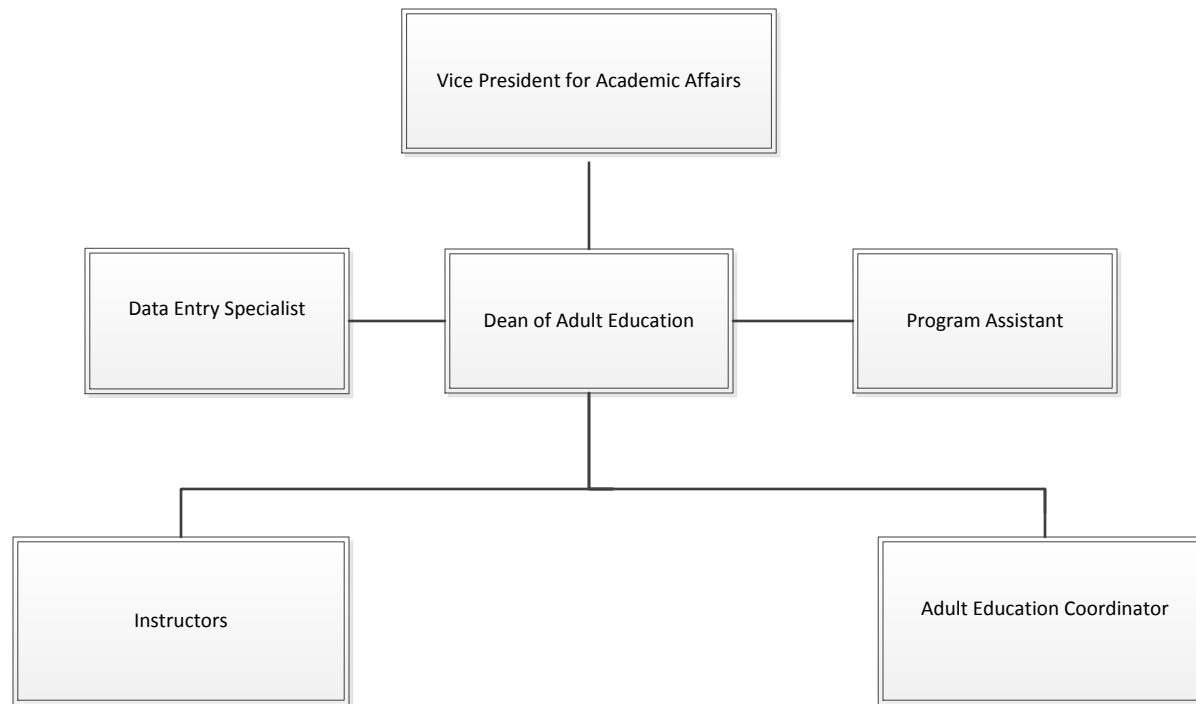 Vice President for Academic Affairs
Data Entry Specialist
Dean of Adult Education
Program Assistant
Instructors
Adult Education Coordinator